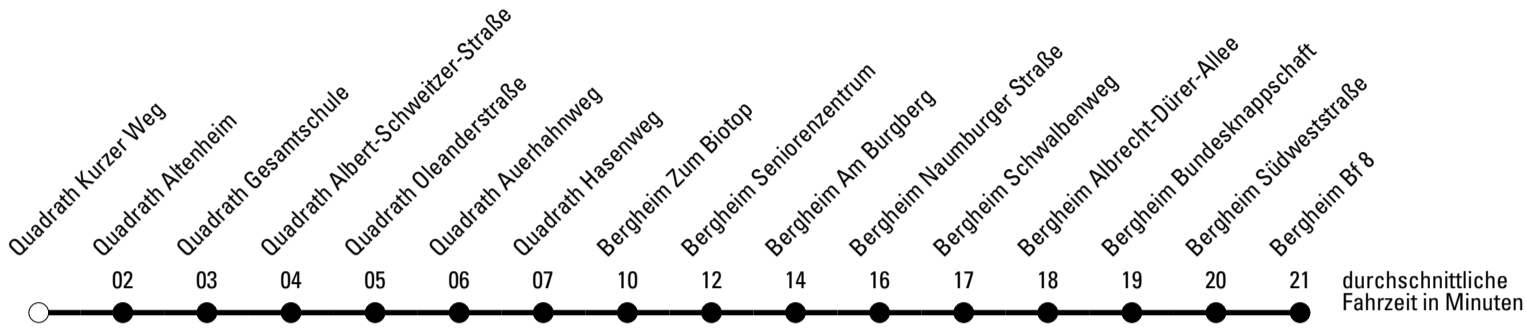 Quadrath Kurzer Weg
Quadrath Altenheim
Quadrath Gesamtschule
Quadrath Albert-Schweitzer-Straße
Quadrath Oleanderstraße
Quadrath Auerhahnweg
Quadrath Hasenweg
Bergheim Zum Biotop
Bergheim Seniorenzentrum
Bergheim Am Burgberg
Bergheim Naumburger Straße
Bergheim Schwalbenweg
Bergheim Albrecht-Dürer-Allee
Bergheim Bundesknappschaft
Bergheim Südweststraße
Bergheim Bf 8
02 03 04 05 06 07 10 12 14 16 17 18 19 20 21
durchschnittliche
Fahrzeit in Minuten